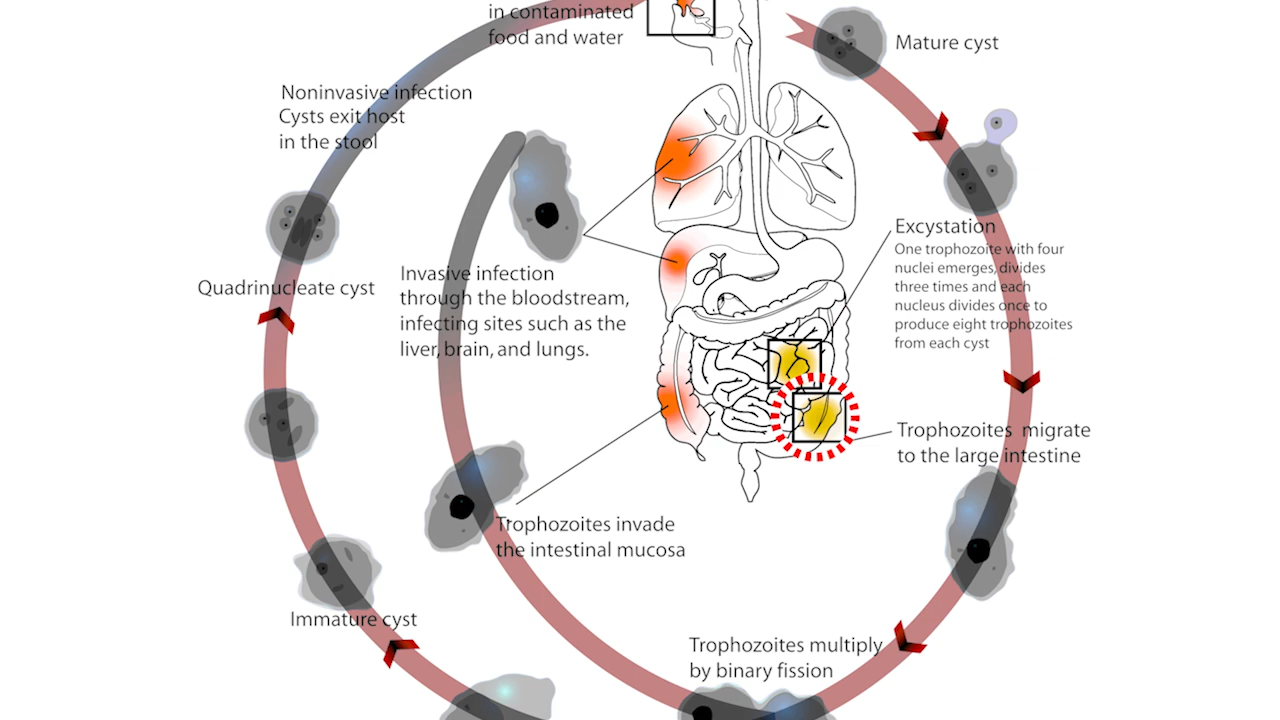 in contaminated
food and water
Mature cyst
Noninvasive infection
Cysts exit host
in the stool
Excystation
One trophozoite with four
nuclei emerges, divides
three times and each
nucleus divides once to
produce eight trophozoites
from each cyst
Quadrinucleate cyst
Invasive infection
through the bloodstream,
infecting sites such as the
liver, brain, and lungs.
Trophozoites migrate
to the large intestine
Trophozoites invade
the intestinal mucosa
Immature cyst
Trophozoites multiply
by binary fission